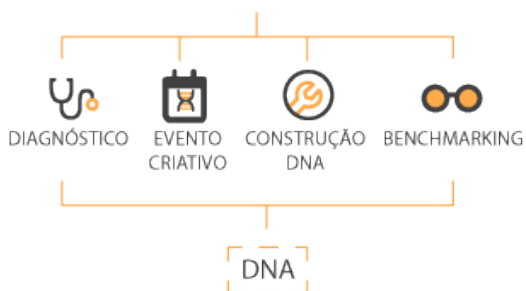 DIAGNÓSTICO
EVENTO
CRIATIVO
CONSTRUÇÃO
DNA
BENCHMARKING
DNA